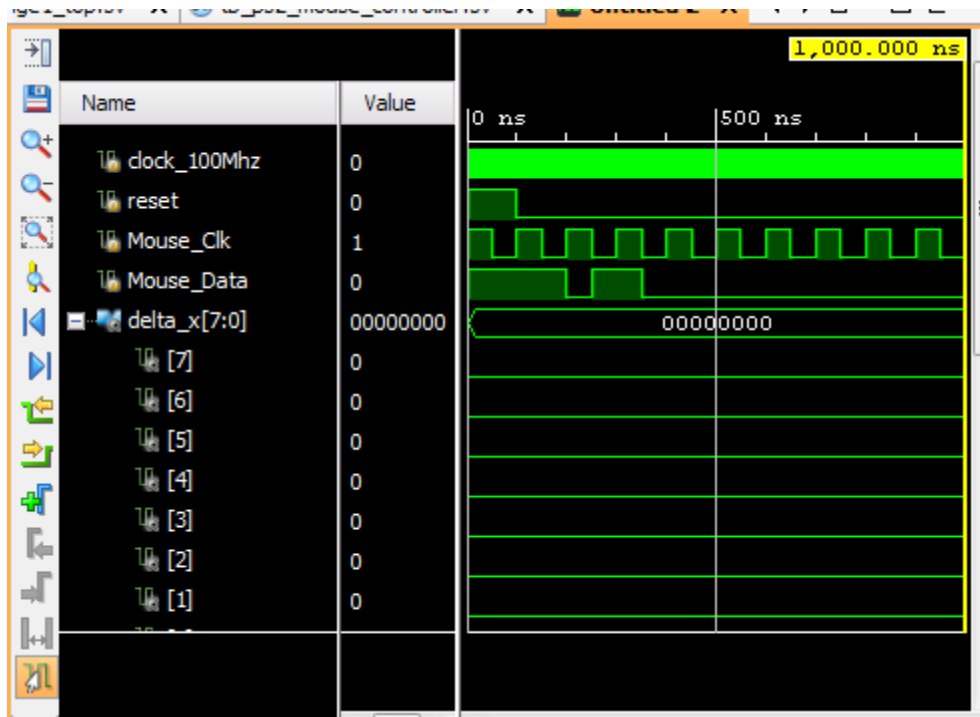 1,000.000 ns
Name Value
0 ns 500 ns
clock_100Mhz 0
reset 0
Mouse_Clk 1
Mouse_Data 0
delta_x[7:0] 00000000 00000000
[7] 0
[6] 0
[5] 0
[4] 0
[3] 0
[2] 0
[1] 0